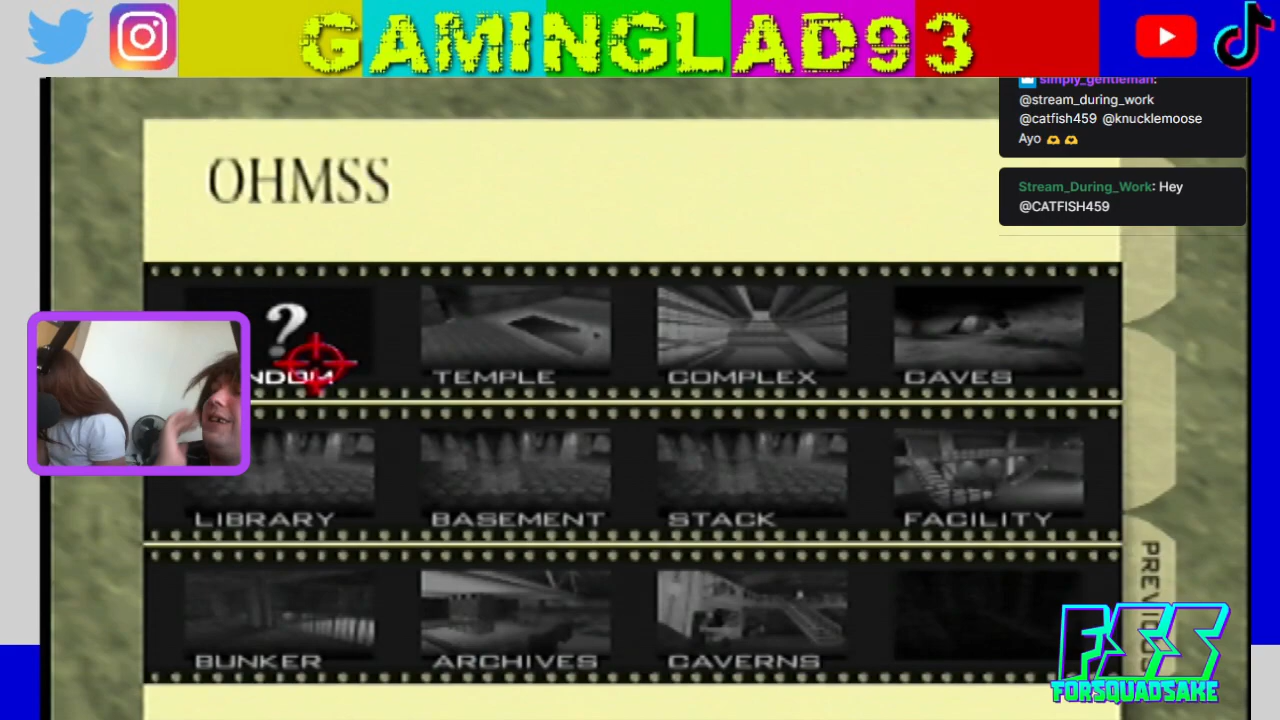 GAMINGLAD93
simply_gentleman:
@stream_during_work
@catfish459 @knucklemoose
Ayo
Stream_During_Work: Hey
@CATFISH459
OHMSS
NDOM
TEMPLE
COMPLEX
CAVES
LIBRARY
BASEMENT
STACK
FACILITY
BUNKER
ARCHIVES
CAVERNS
PREVIOUS
FSS
FORSQUADSAKE